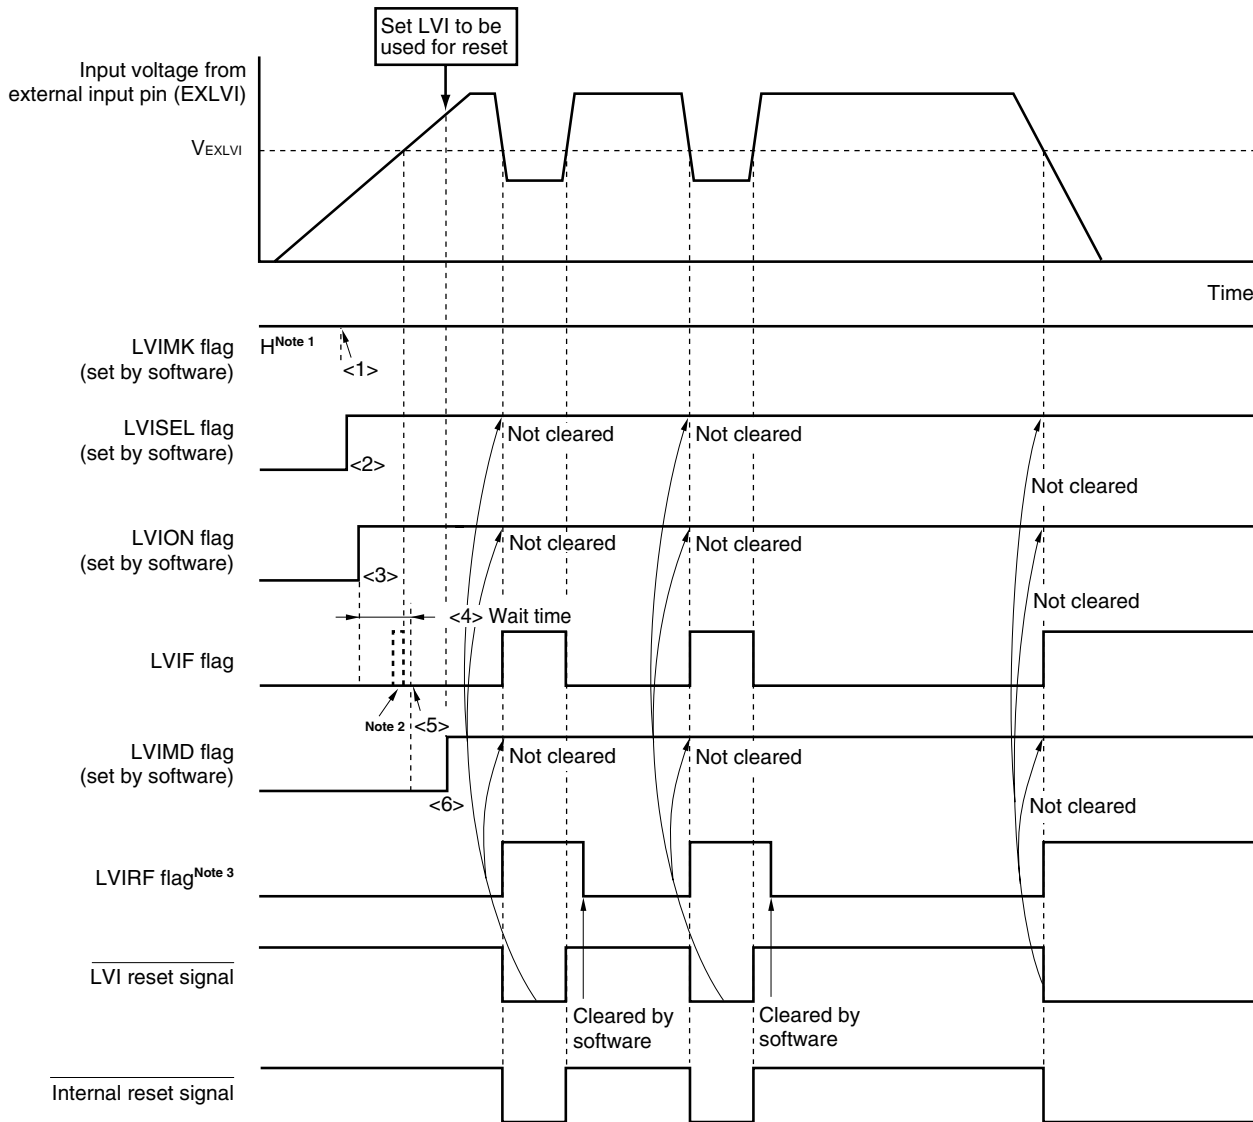 Set LVI to be
used for reset
Input voltage from
external input pin (EXLVI)
VEXLVI
Time
LVIMK flag
(set by software)
HNote 1
<1>
LVISEL flag
(set by software)
<2>
Not cleared
Not cleared
Not cleared
LVION flag
(set by software)
<3>
Not cleared
Not cleared
Not cleared
<4> Wait time
LVIF flag
Note 2
<5>
LVIMD flag
(set by software)
<6>
Not cleared
Not cleared
Not cleared
LVIRF flagNote 3
LVI reset signal
Cleared by
software
Cleared by
software
Internal reset signal